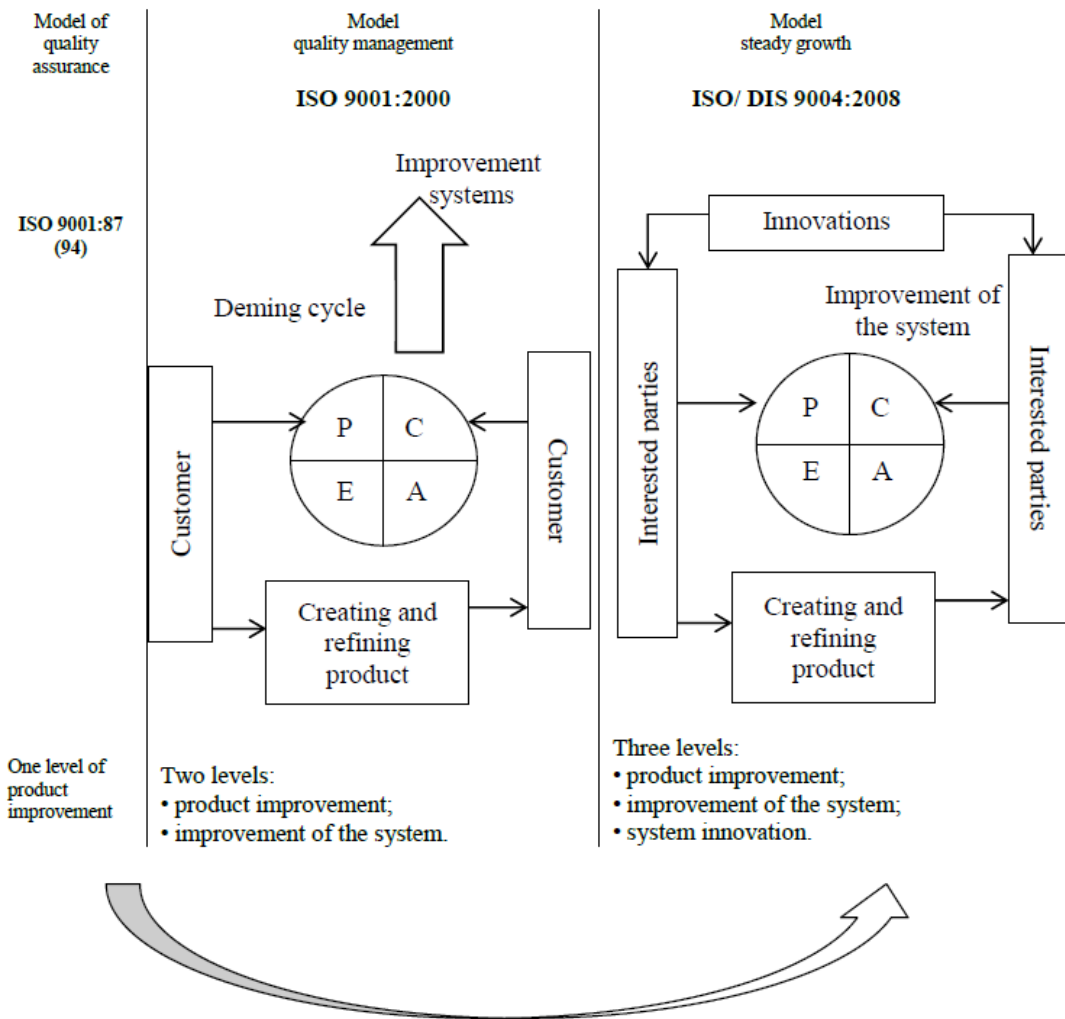 Model of
quality
assurance
ISO 9001:87
(94)
One level of
product
improvement
Model
quality management
ISO 9001:2000
Improvement
systems
Deming cycle
Customer
P
C
E
A
Customer
Creating and
refining
product
Two levels:
• product improvement;
• improvement of the system.
Model
steady growth
ISO/ DIS 9004:2008
Innovations
Improvement of
the system
Interested parties
P
C
E
A
Interested parties
Creating and
refining
product
Three levels:
• product improvement;
• improvement of the system;
• system innovation.